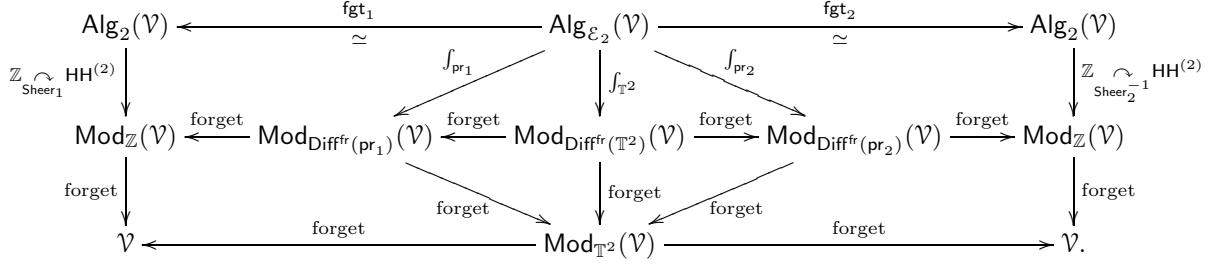 fgt₁ fgt₂
Alg₂(𝒱) Alg_{ℰ₂}(𝒱) Alg₂(𝒱)
≃ ≃
ℤ ↷_{Sheer₁} HH^{(2)} ∫_{pr₁} ∫_{𝕋²} ∫_{pr₂} ℤ ↷_{Sheer₂^{-1}} HH^{(2)}
forget forget forget forget
Mod_ℤ(𝒱) Mod_{Diff^{fr}(pr₁)}(𝒱) Mod_{Diff^{fr}(𝕋²)}(𝒱) Mod_{Diff^{fr}(pr₂)}(𝒱) Mod_ℤ(𝒱)
forget forget forget forget forget
forget forget
𝒱 Mod_{𝕋²}(𝒱) 𝒱.